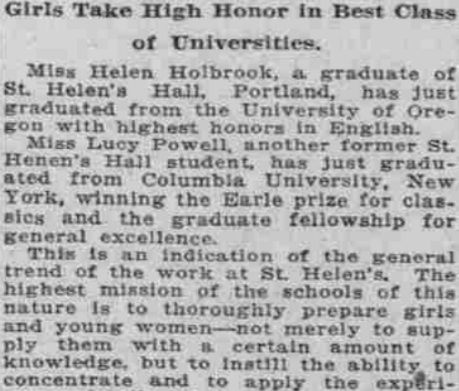 Girls Take High Honor in Best Class
of Universities.
Miss Helen Holbrook, a graduate of
St. Helen's Hall, Portland, has just
graduated from the University of Ore-
gon with highest honors in English.
Miss Lucy Powell, another former St.
Henen's Hall student, has just gradu-
ated from Columbia University, New
York, winning the Earle prize for clas-
sics and the graduate fellowship for
general excellence.
This is an indication of the general
trend of the work at St. Helen's. The
highest mission of the schools of this
nature is to thoroughly prepare girls
and young women—not merely to sup-
ply them with a certain amount of
knowledge, but to instill the ability to
concentrate and to apply the experi-